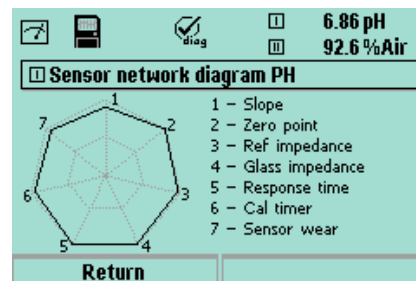 I 6.86 pH
diag
II 92.6 %Air
I Sensor network diagram PH
1 – Slope
2 – Zero point
3 – Ref impedance
4 – Glass impedance
5 – Response time
6 – Cal timer
7 – Sensor wear
1
7
2
6
3
5
4
Return